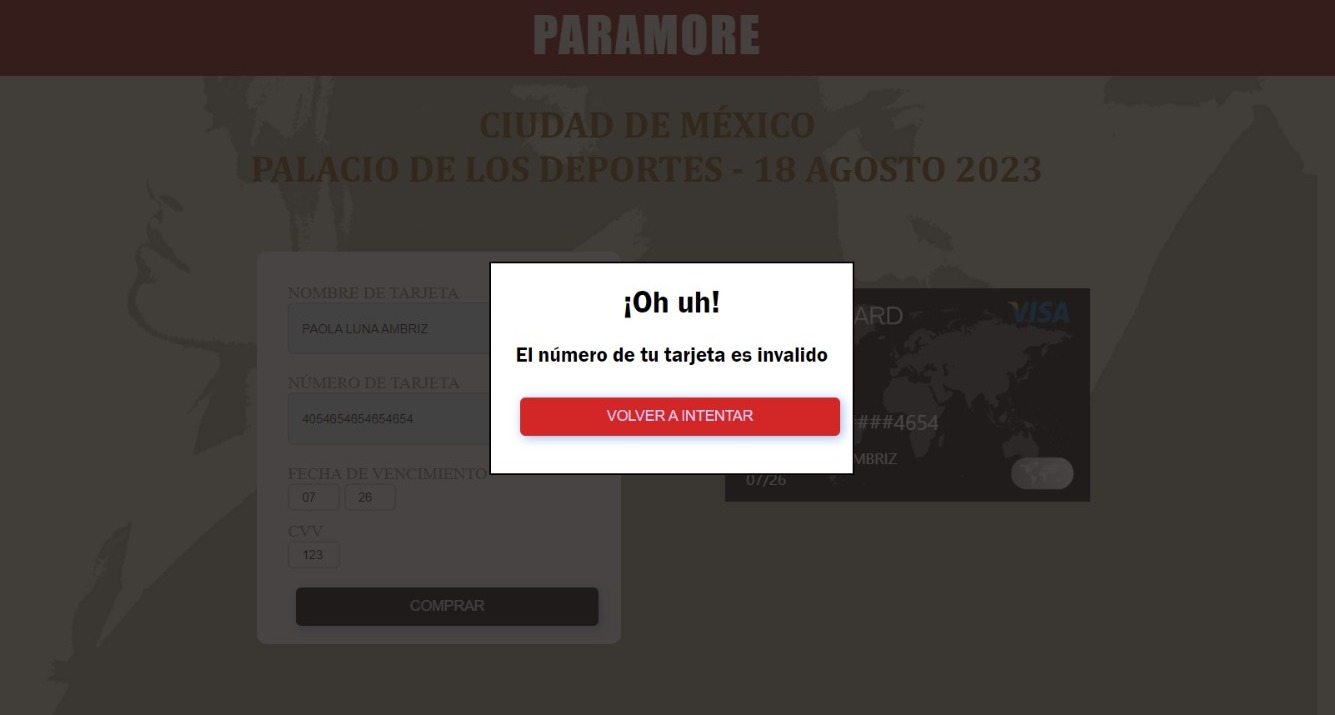 PARAMORE
CIUDAD DE MÉXICO
PALACIO DE LOS DEPORTES - 18 AGOSTO 2023
¡Oh uh!
El número de tu tarjeta es invalido
VOLVER A INTENTAR
NOMBRE DE TARJETA
PAOLA LUNA AMBRIZ
NÚMERO DE TARJETA
4054654654654654
FECHA DE VENCIMIENTO
07 26
CVV
123
COMPRAR
ARD VISA
###4654
MBRIZ
07/26